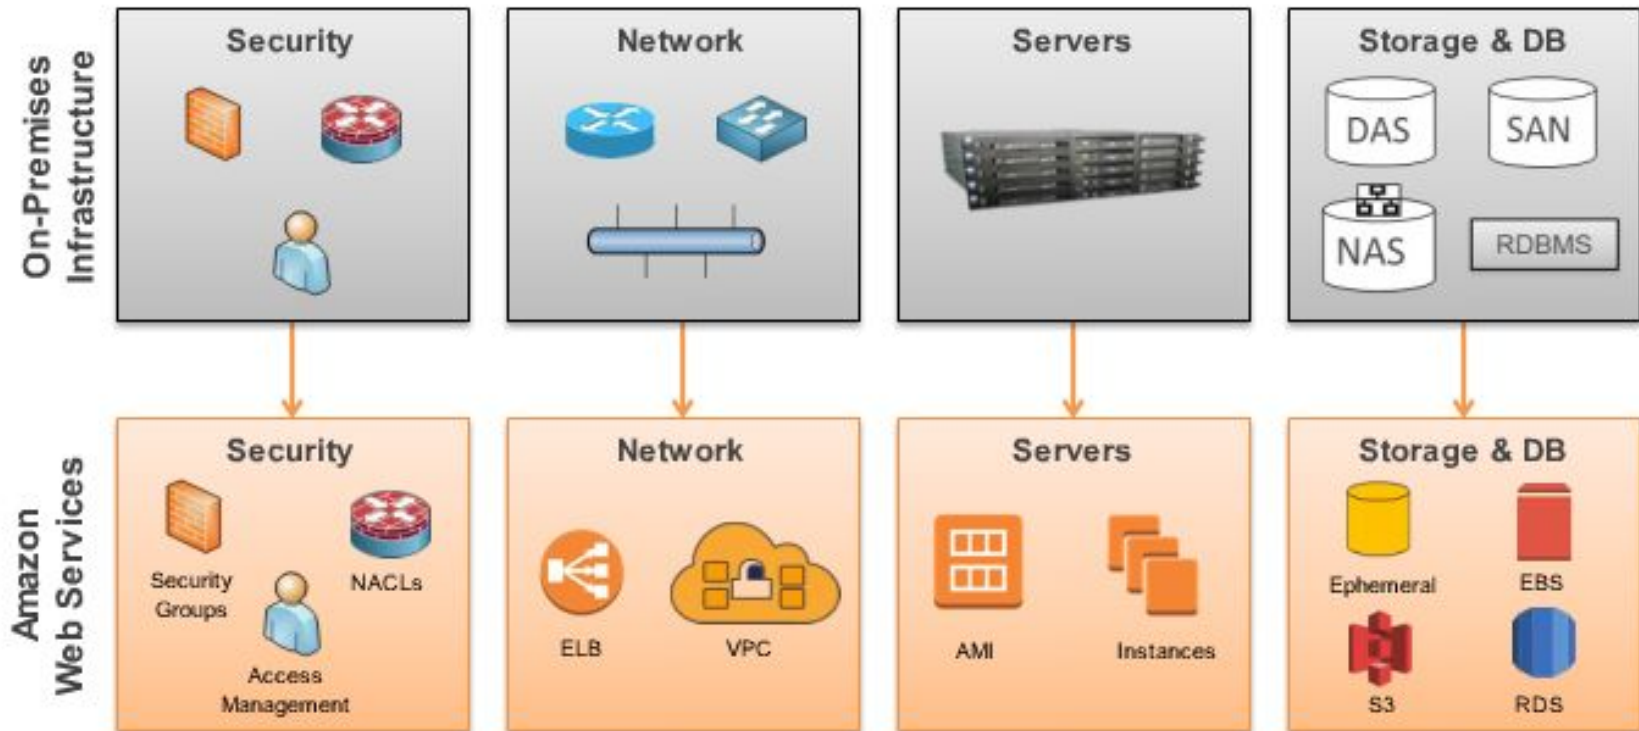 On-Premises
Infrastructure
Security
Network
Servers
Storage & DB
DAS
SAN
NAS
RDBMS
Amazon
Web Services
Security
Security
Groups
NACLs
Access
Management
Network
ELB
VPC
Servers
AMI
Instances
Storage & DB
Ephemeral
EBS
S3
RDS